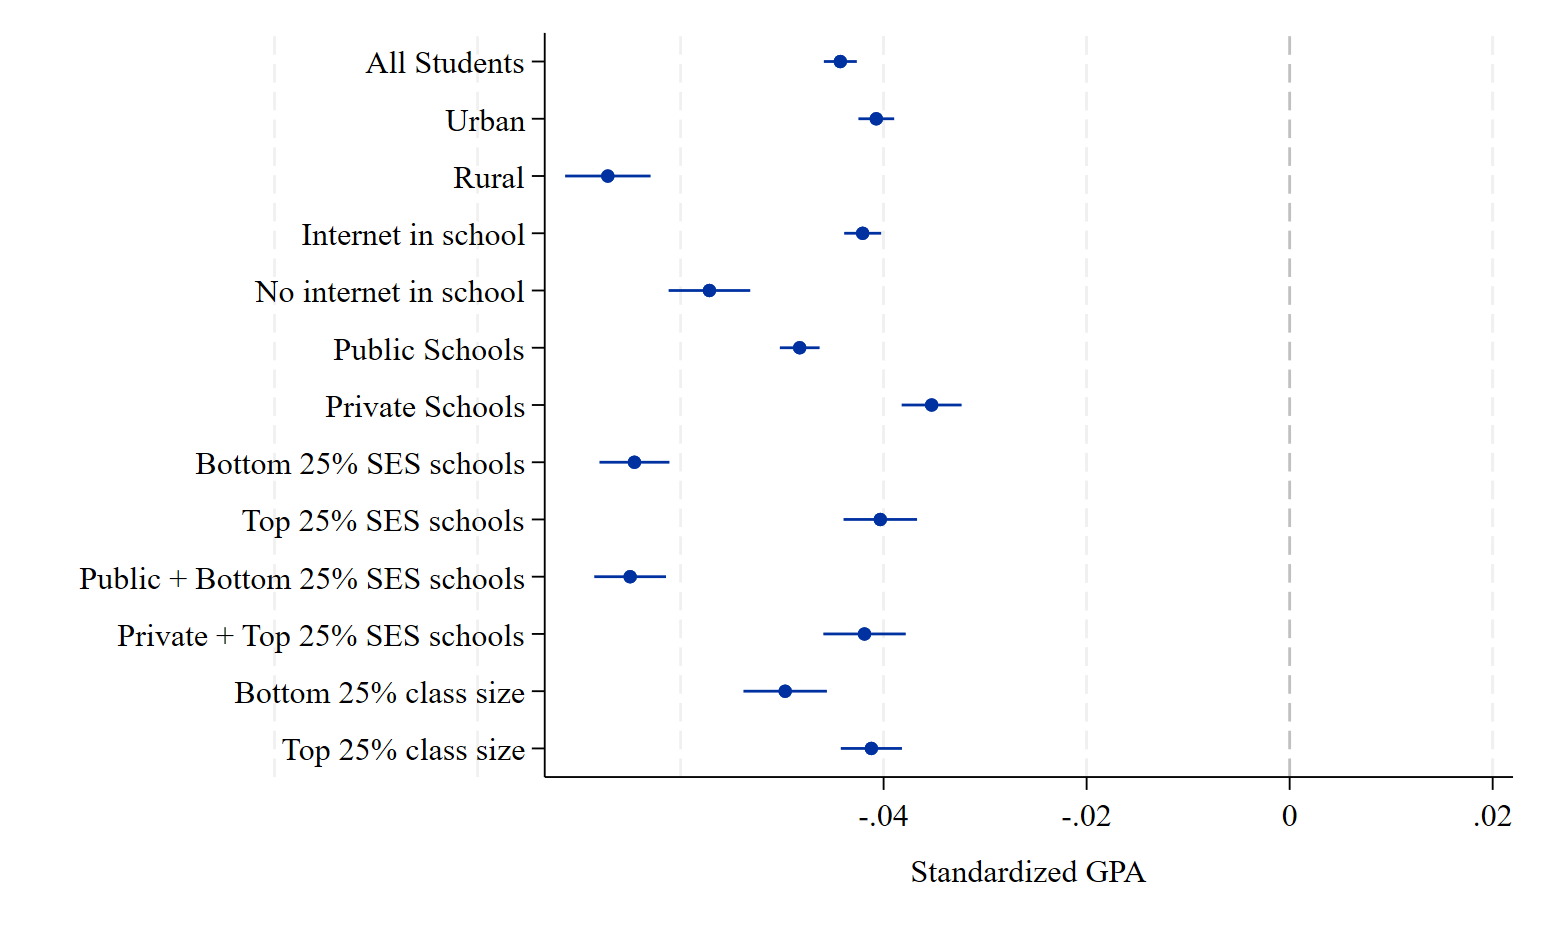 All Students
Urban
Rural
Internet in school
No internet in school
Public Schools
Private Schools
Bottom 25% SES schools
Top 25% SES schools
Public + Bottom 25% SES schools
Private + Top 25% SES schools
Bottom 25% class size
Top 25% class size
-.04 -.02 0 .02
Standardized GPA